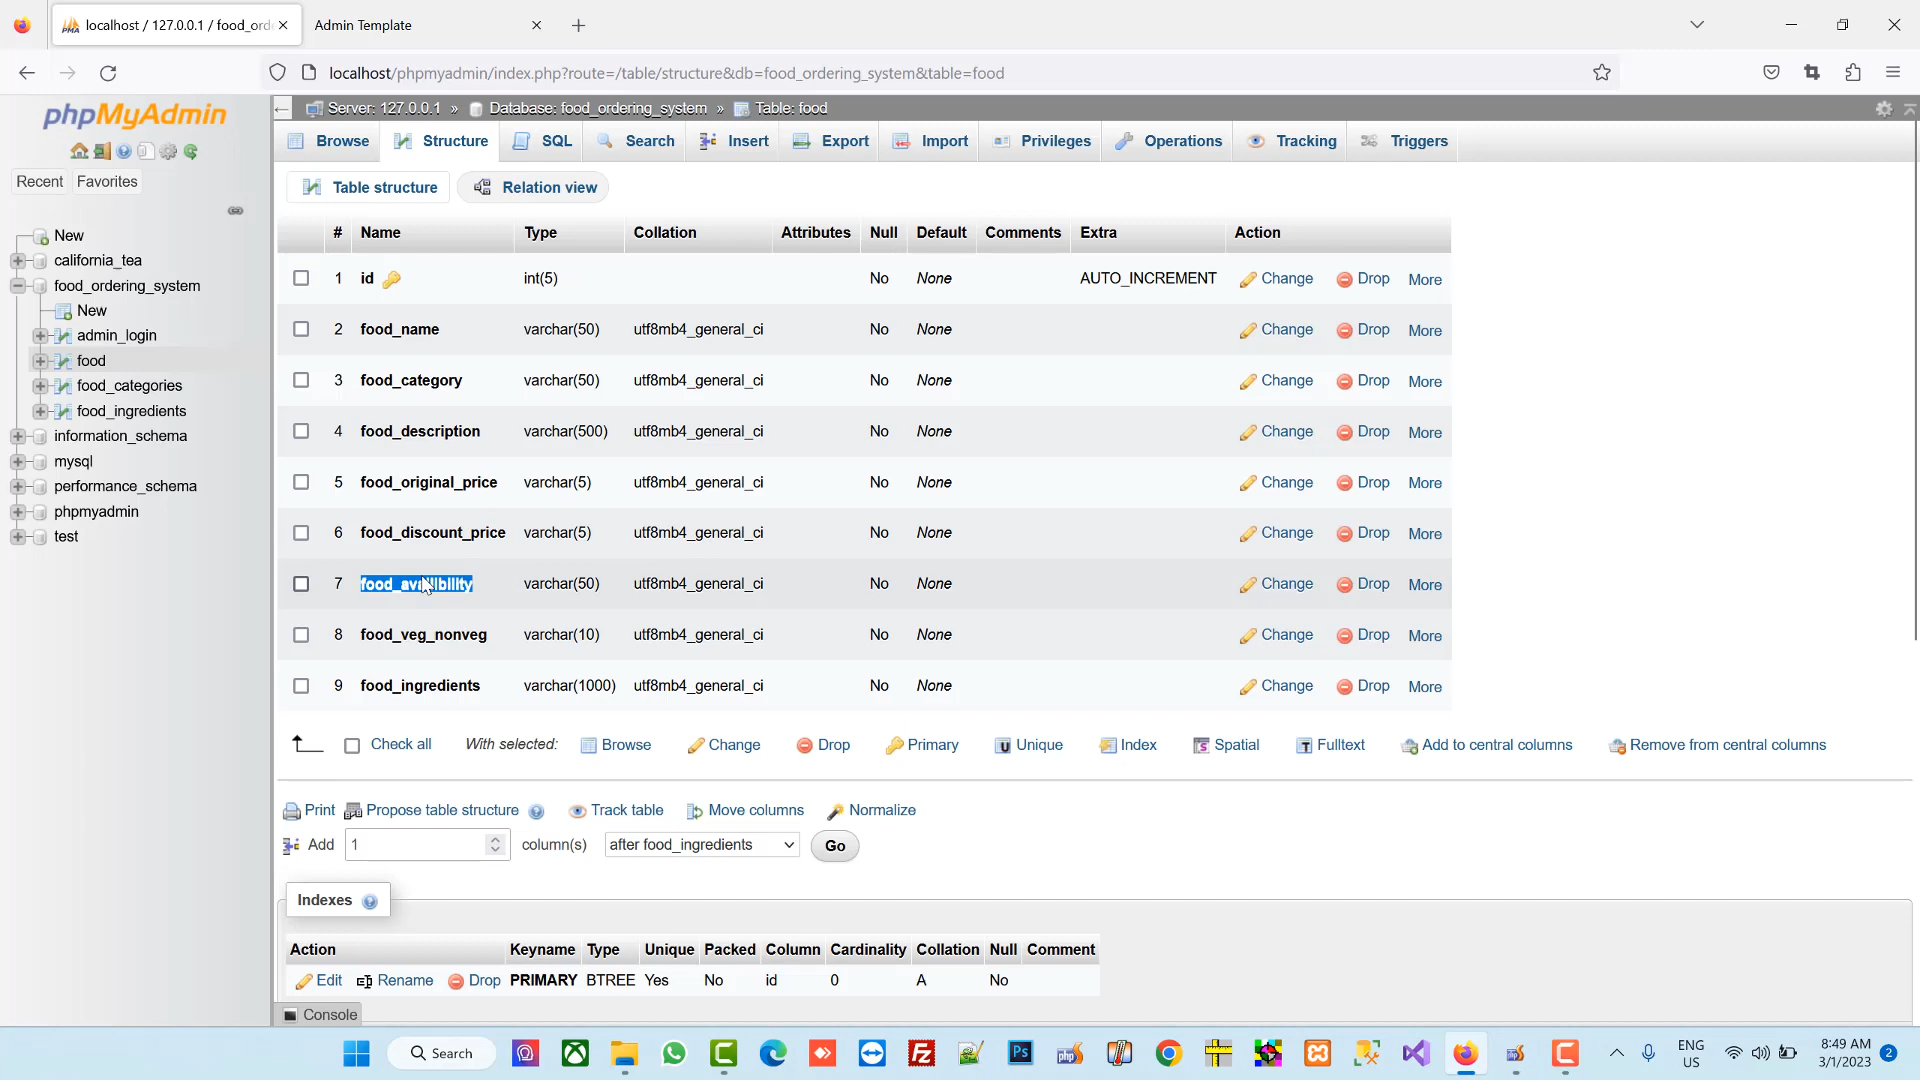 localhost / 127.0.0.1 / food_ord
Admin Template
localhost/phpmyadmin/index.php?route=/table/structure&db=food_ordering_system&table=food
phpMyAdmin
Recent Favorites
New
california_tea
food_ordering_system
New
admin_login
food
food_categories
food_ingredients
information_schema
mysql
performance_schema
phpmyadmin
test
Server: 127.0.0.1 » Database: food_ordering_system » Table: food
Browse Structure SQL Search Insert Export Import Privileges Operations Tracking Triggers
Table structure Relation view
# Name Type Collation Attributes Null Default Comments Extra Action
1 id int(5) No None AUTO_INCREMENT Change Drop More
2 food_name varchar(50) utf8mb4_general_ci No None Change Drop More
3 food_category varchar(50) utf8mb4_general_ci No None Change Drop More
4 food_description varchar(500) utf8mb4_general_ci No None Change Drop More
5 food_original_price varchar(5) utf8mb4_general_ci No None Change Drop More
6 food_discount_price varchar(5) utf8mb4_general_ci No None Change Drop More
7 varchar(50) utf8mb4_general_ci No None Change Drop More
8 food_veg_nonveg varchar(10) utf8mb4_general_ci No None Change Drop More
9 food_ingredients varchar(1000) utf8mb4_general_ci No None Change Drop More
Check all With selected: Browse Change Drop Primary Unique Index Spatial Fulltext Add to central columns Remove from central columns
Print Propose table structure Track table Move columns Normalize
Add 1 column(s) after food_ingredients Go
Indexes
Action Keyname Type Unique Packed Column Cardinality Collation Null Comment
Edit Rename Drop PRIMARY BTREE Yes No id 0 A No
Console
Search
ENG
US
8:49 AM
3/1/2023
2